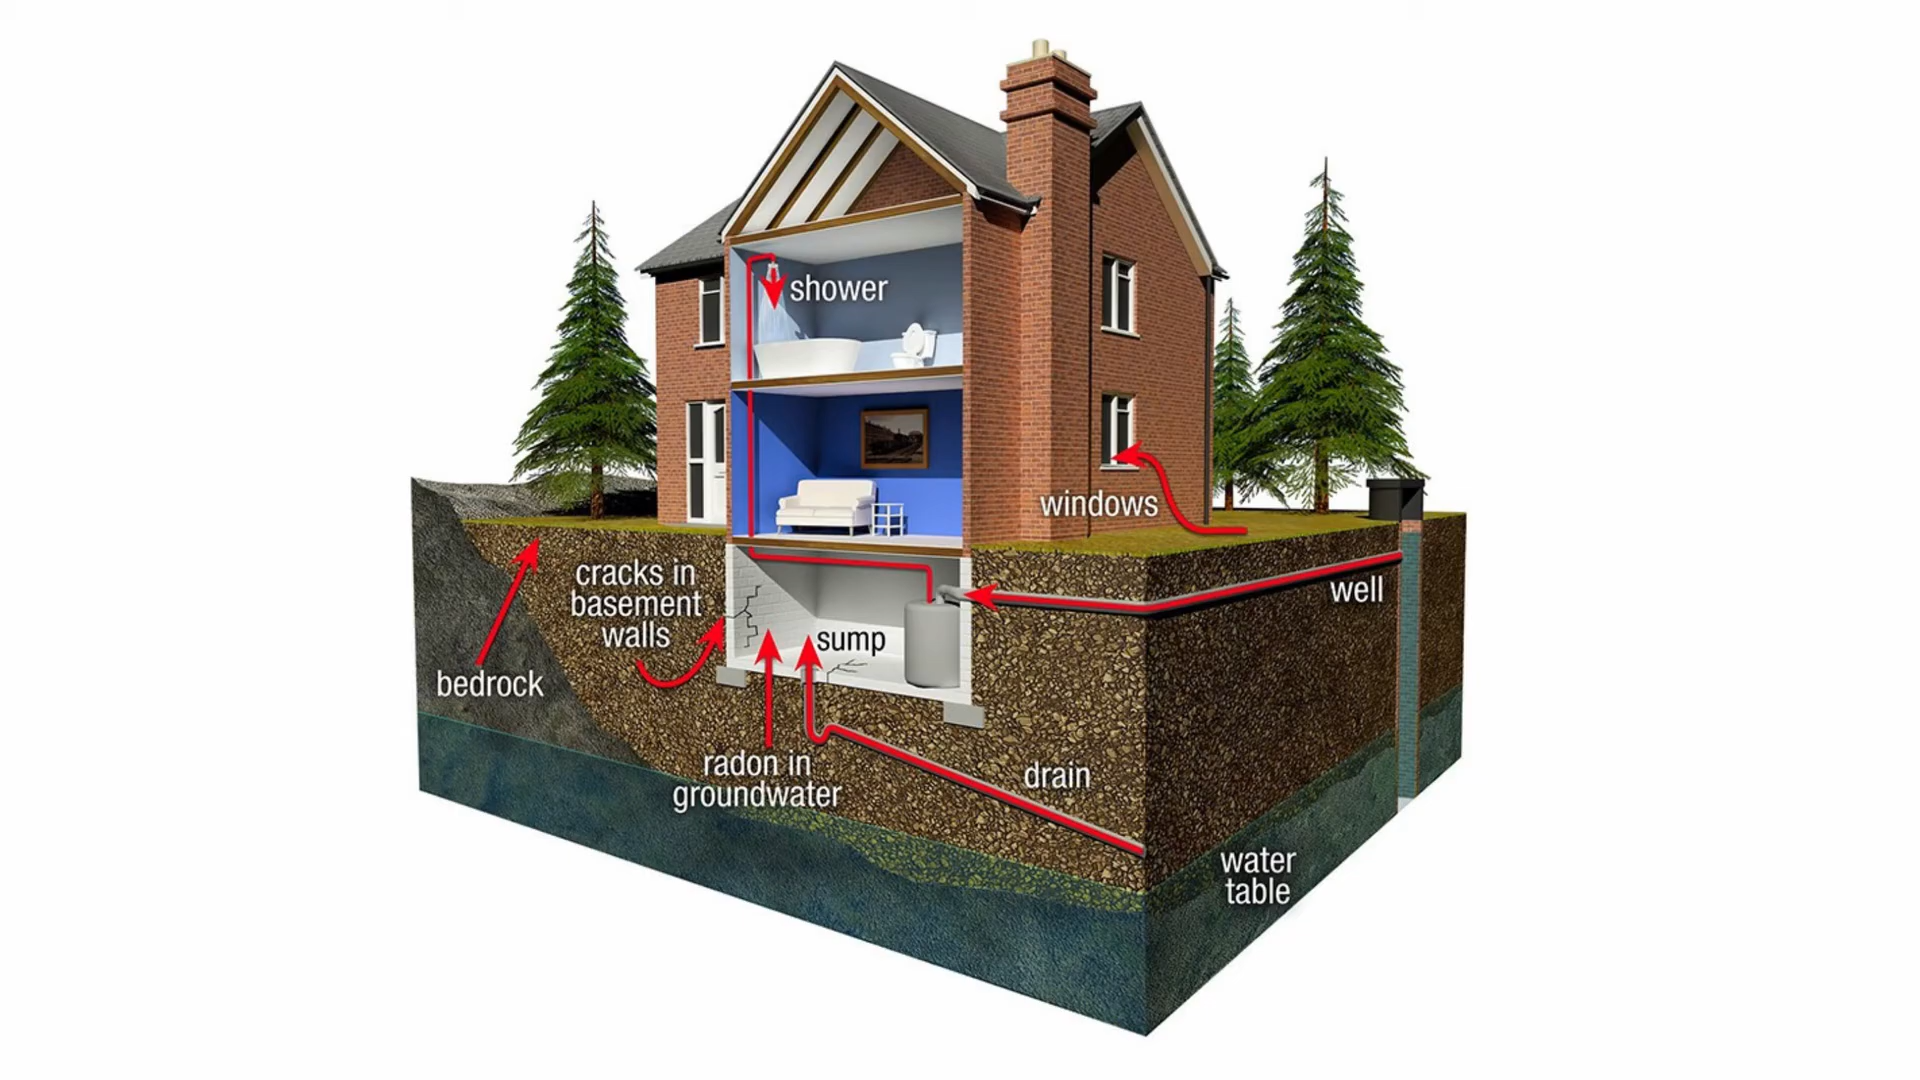 shower
windows
cracks in
basement
walls
well
sump
bedrock
radon in
groundwater
drain
water
table